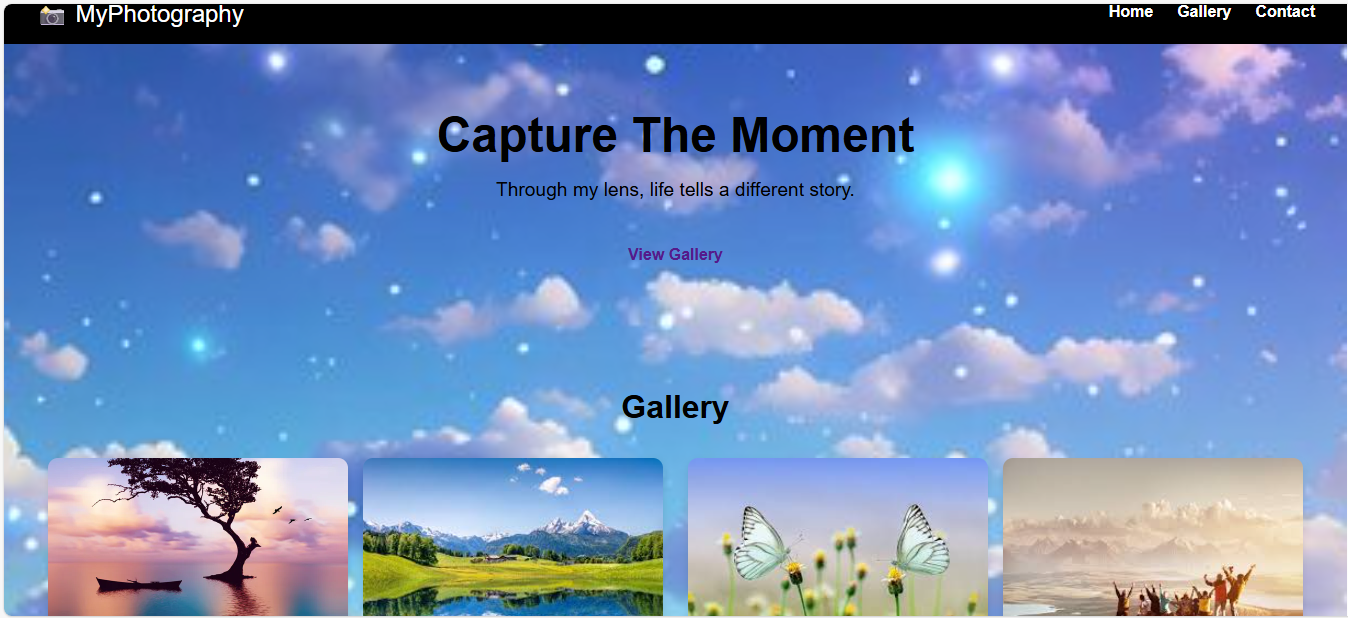 MyPhotography
Home Gallery Contact
Capture The Moment
Through my lens, life tells a different story.
View Gallery
Gallery